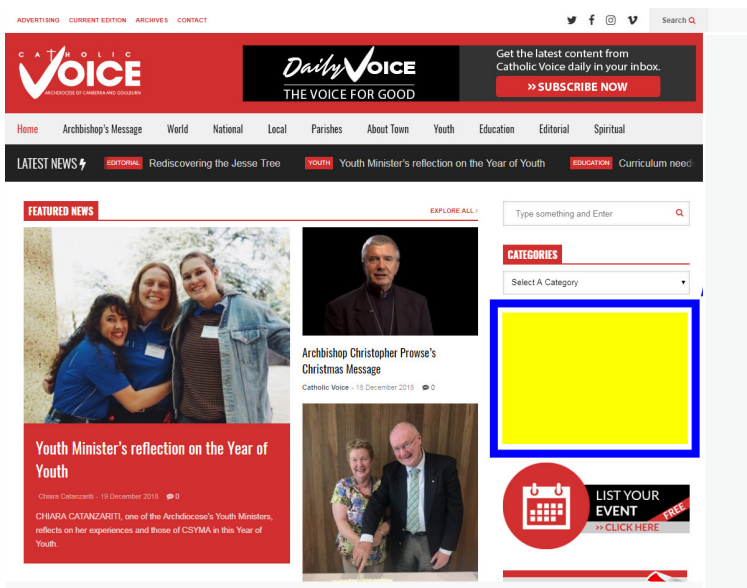 ADVERTISING CURRENT EDITION ARCHIVES CONTACT
Search
CATHOLIC
VOICE
ARCHDIOCESE OF CANBERRA AND GOULBURN
Daily VOICE
THE VOICE FOR GOOD
Get the latest content from
Catholic Voice daily in your inbox.
>> SUBSCRIBE NOW
Home Archbishop's Message World National Local Parishes About Town Youth Education Editorial Spiritual
LATEST NEWS EDITORIAL Rediscovering the Jesse Tree YOUTH Youth Minister's reflection on the Year of Youth EDUCATION Curriculum need
FEATURED NEWS
EXPLORE ALL ›
Youth Minister's reflection on the Year of
Youth
Chiara Catanzariti - 19 December 2018 0
CHIARA CATANZARITI, one of the Archdiocese's Youth Ministers,
reflects on her experiences and those of CSYMA in this Year of
Youth.
Archbishop Christopher Prowse's
Christmas Message
Catholic Voice - 18 December 2018 0
Type something and Enter
CATEGORIES
Select A Category
LIST YOUR
EVENT FREE
>> CLICK HERE